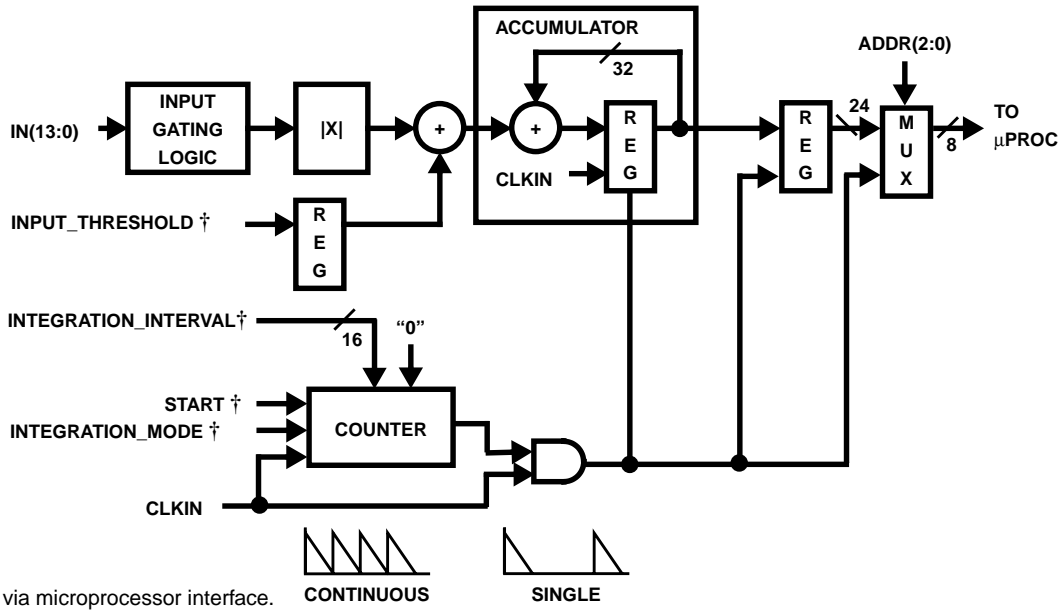 ACCUMULATOR
32
ADDR(2:0)
IN(13:0)
INPUT
GATING
LOGIC
|X|
+
+
CLKIN
R
E
G
R
E
G
24
M
U
X
8
TO
μPROC
INPUT_THRESHOLD †
R
E
G
INTEGRATION_INTERVAL†
16
“0”
START †
INTEGRATION_MODE †
COUNTER
CLKIN
CONTINUOUS
SINGLE
via microprocessor interface.